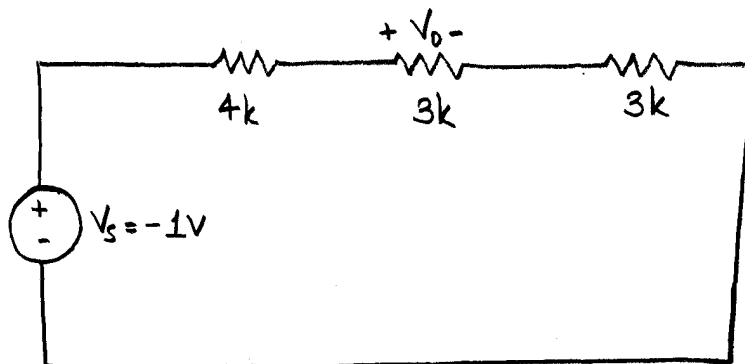 + V₀ -
4k
3k
3k
+
-
Vₛ = -1V